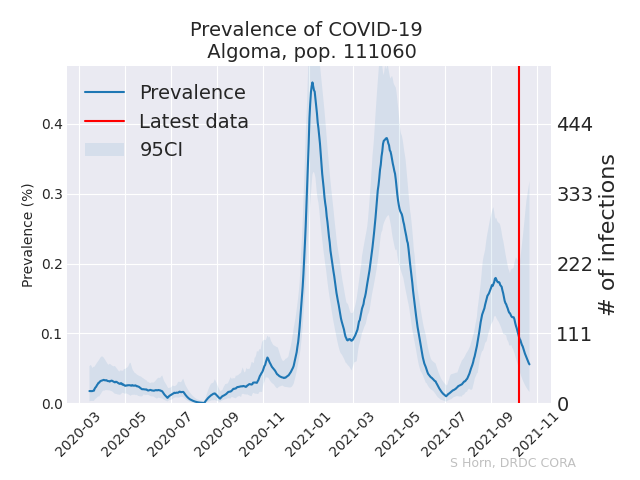 Prevalence of COVID-19
Algoma, pop. 111060
Prevalence
Latest data
95CI
Prevalence (%)
0.4
0.3
0.2
0.1
0.0
444
333
222
111
0
# of infections
2020-03
2020-05
2020-07
2020-09
2020-11
2021-01
2021-03
2021-05
2021-07
2021-09
2021-11
S Horn, DRDC CORA